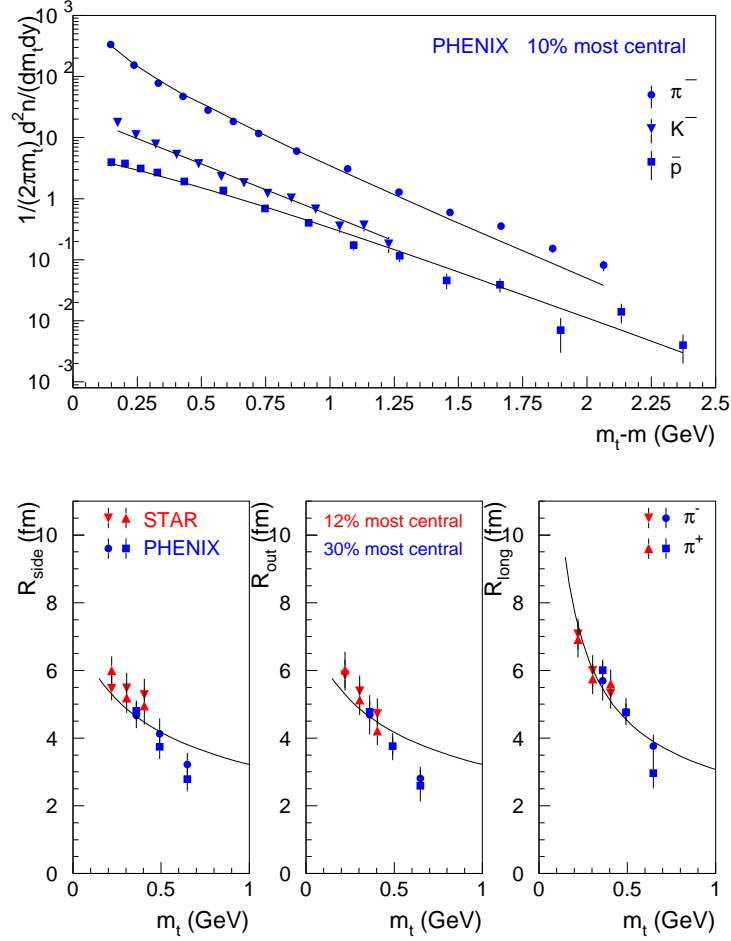 1/(2πm_t) d²n/(dm_t dy)
10³
10²
10
1
10⁻¹
10⁻²
10⁻³
PHENIX 10% most central
π⁻
K⁻
p̄
0 0.25 0.5 0.75 1 1.25 1.5 1.75 2 2.25 2.5
m_t-m (GeV)
R_side (fm)
10
8
6
4
2
0
STAR
PHENIX
0 0.5 1
m_t (GeV)
R_out (fm)
10
8
6
4
2
0
12% most central
30% most central
0 0.5 1
m_t (GeV)
R_long (fm)
10
8
6
4
2
0
π⁻
π⁺
0 0.5 1
m_t (GeV)